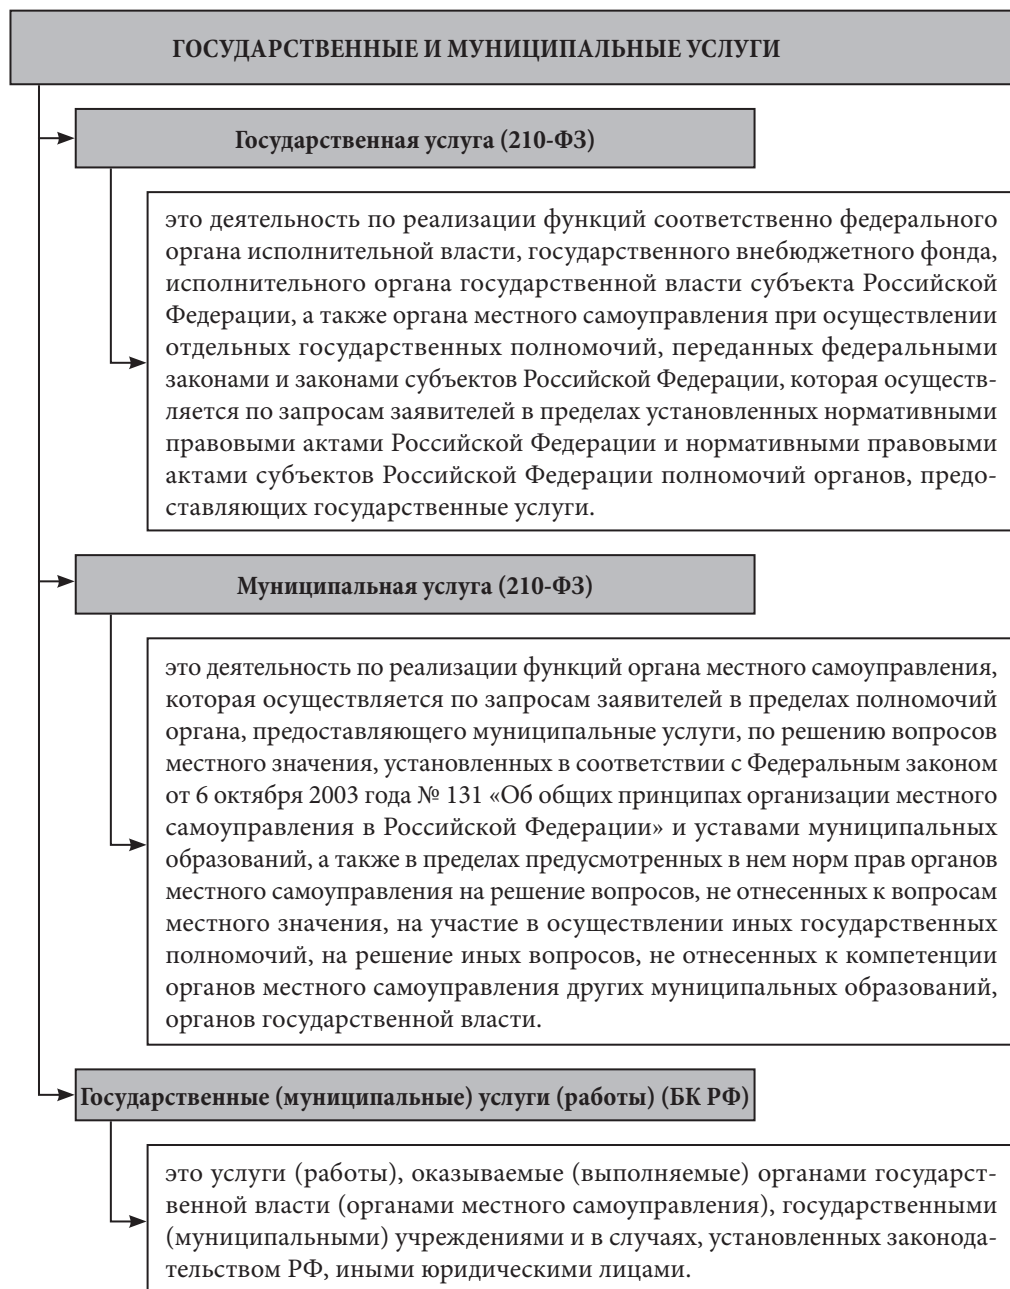 ГОСУДАРСТВЕННЫЕ И МУНИЦИПАЛЬНЫЕ УСЛУГИ
Государственная услуга (210-ФЗ)
это деятельность по реализации функций соответственно федерального
органа исполнительной власти, государственного внебюджетного фонда,
исполнительного органа государственной власти субъекта Российской
Федерации, а также органа местного самоуправления при осуществлении
отдельных государственных полномочий, переданных федеральными
законами и законами субъектов Российской Федерации, которая осуществ-
ляется по запросам заявителей в пределах установленных нормативными
правовыми актами Российской Федерации и нормативными правовыми
актами субъектов Российской Федерации полномочий органов, предо-
ставляющих государственные услуги.
Муниципальная услуга (210-ФЗ)
это деятельность по реализации функций органа местного самоуправления,
которая осуществляется по запросам заявителей в пределах полномочий
органа, предоставляющего муниципальные услуги, по решению вопросов
местного значения, установленных в соответствии с Федеральным законом
от 6 октября 2003 года № 131 «Об общих принципах организации местного
самоуправления в Российской Федерации» и уставами муниципальных
образований, а также в пределах предусмотренных в нем норм прав органов
местного самоуправления на решение вопросов, не отнесенных к вопросам
местного значения, на участие в осуществлении иных государственных
полномочий, на решение иных вопросов, не отнесенных к компетенции
органов местного самоуправления других муниципальных образований,
органов государственной власти.
Государственные (муниципальные) услуги (работы) (БК РФ)
это услуги (работы), оказываемые (выполняемые) органами государст-
венной власти (органами местного самоуправления), государственными
(муниципальными) учреждениями и в случаях, установленных законода-
тельством РФ, иными юридическими лицами.